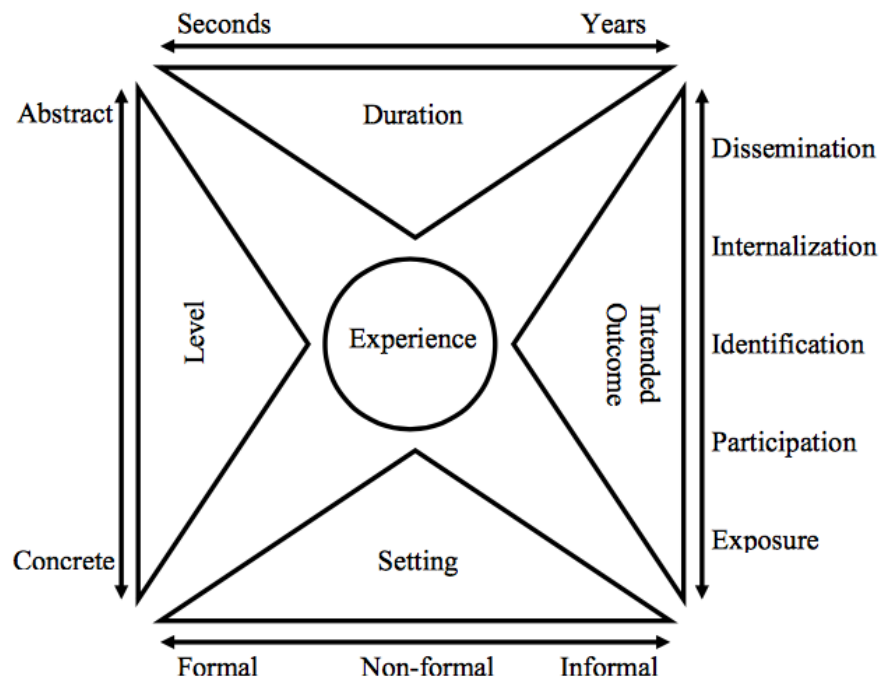 Seconds
Years
Abstract
Duration
Dissemination
Internalization
Level
Experience
Intended
Outcome
Identification
Participation
Concrete
Setting
Exposure
Formal
Non-formal
Informal